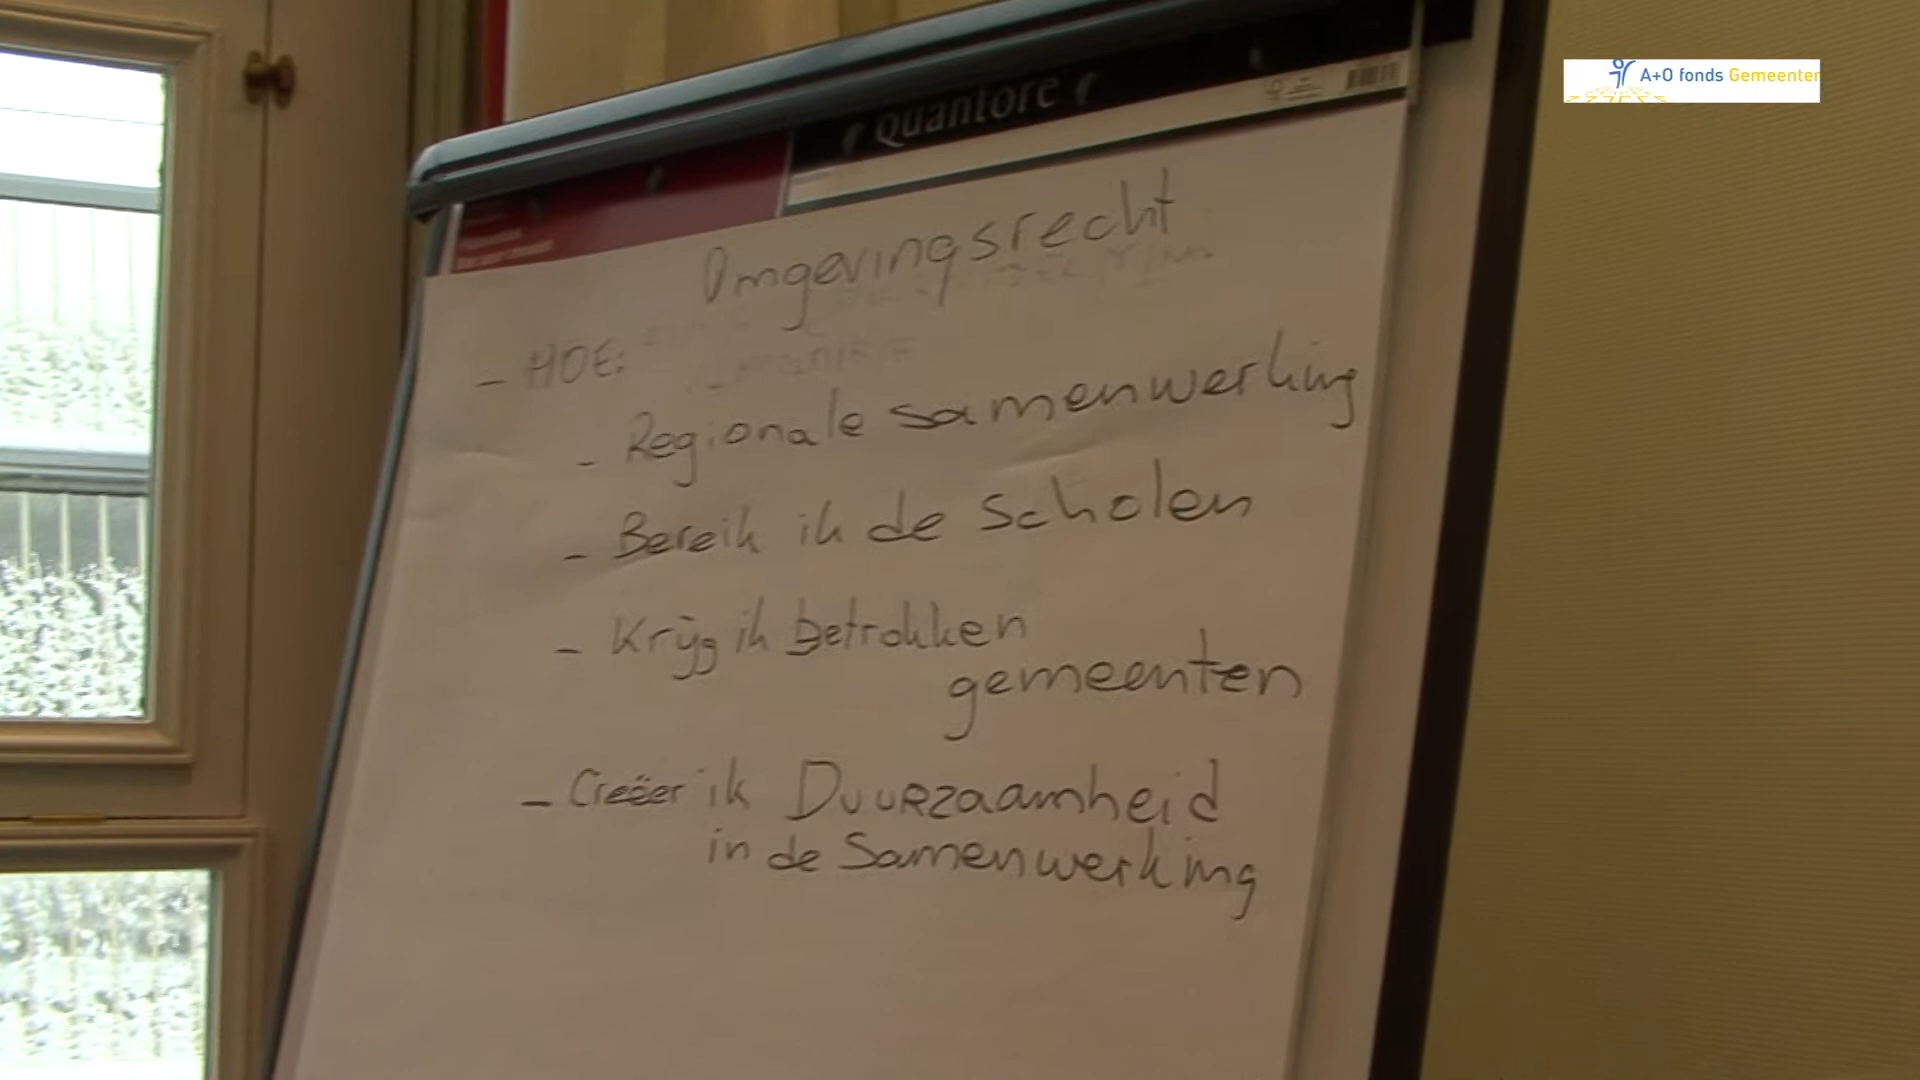 A+O fonds Gemeenten
Quantore
Omgevingsrecht
- HOE:
- Regionale samenwerking
- Bereik ik de scholen
- Krijg ik betrokken
gemeenten
- Creëer ik Duurzaamheid
in de Samenwerking